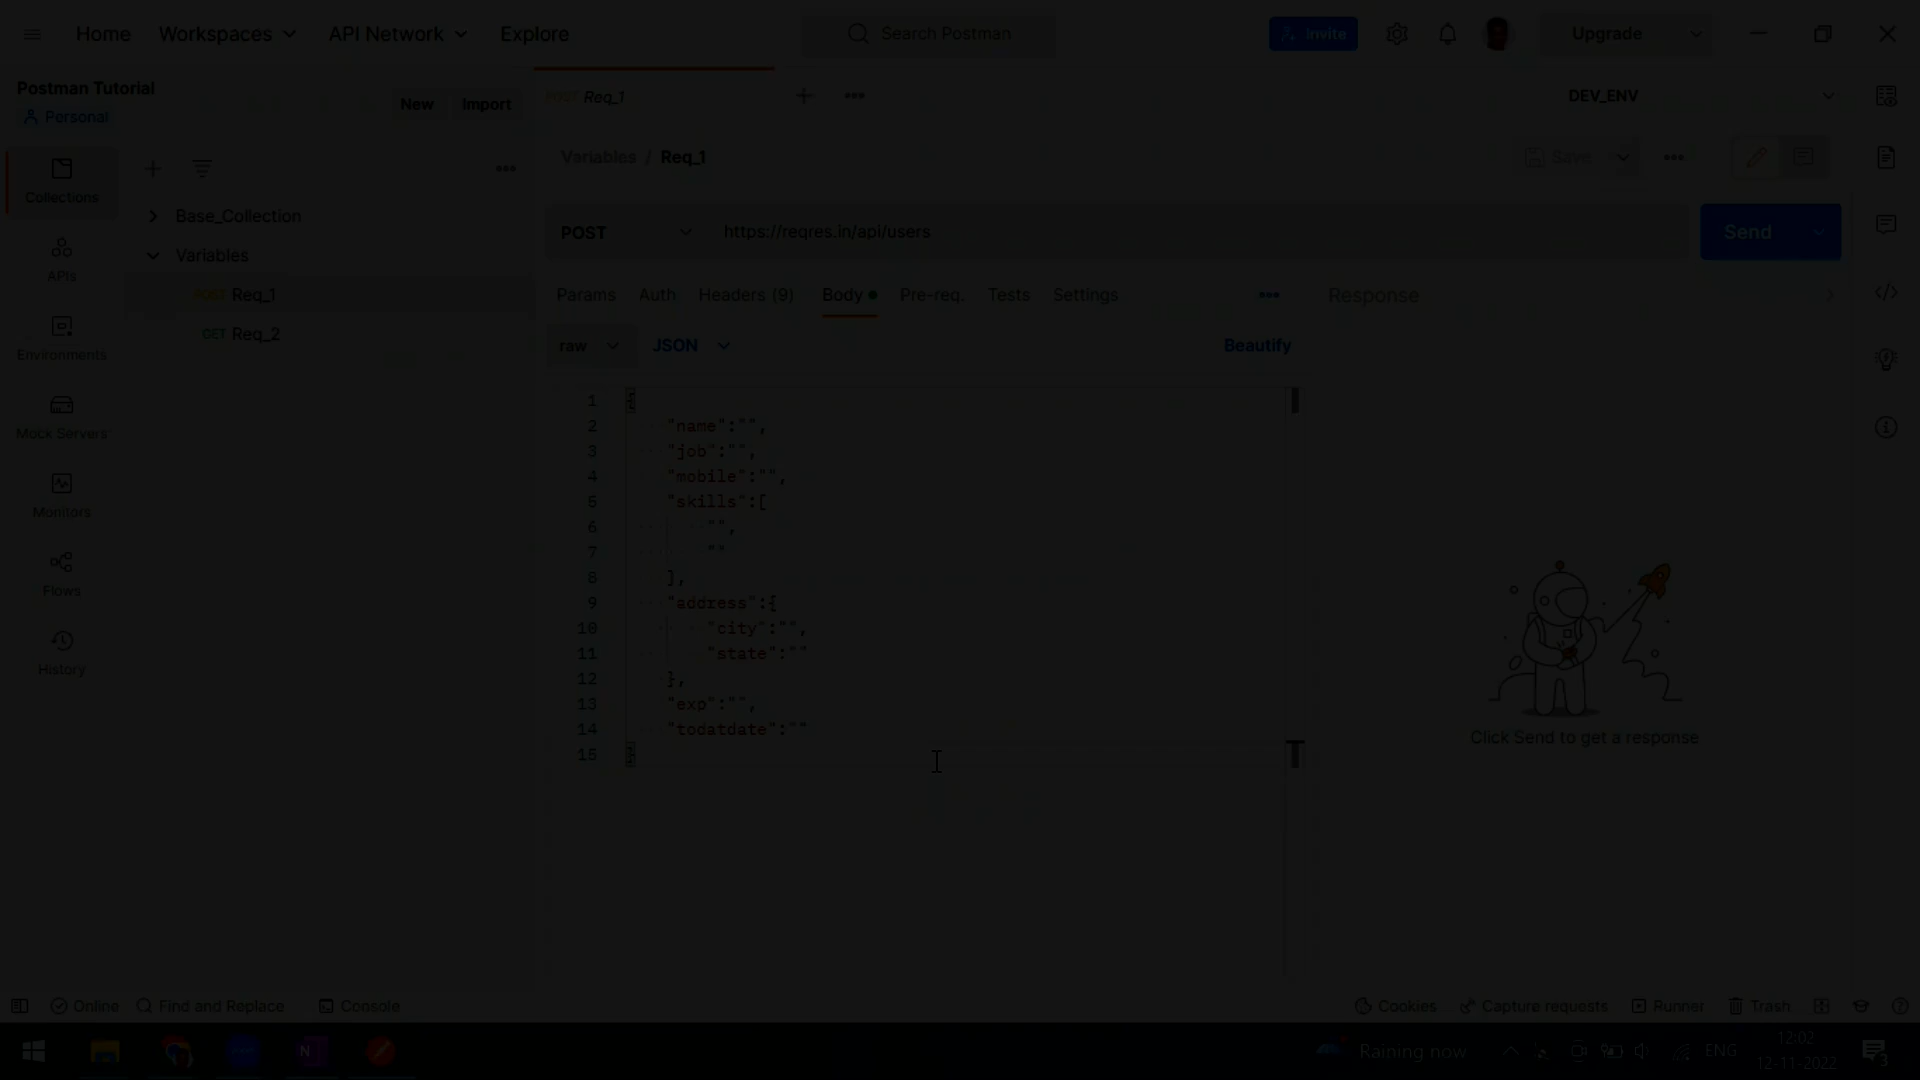 Home
Workspaces
API Network
Explore
Search Postman
Invite
Upgrade
Postman Tutorial
Personal
New
Import
POST Req_1
DEV_ENV
Variables / Req_1
Save
Collections
Base_Collection
Variables
POST Req_1
GET Req_2
APIs
Environments
Mock Servers
Monitors
Flows
History
POST
https://reqres.in/api/users
Send
Params
Auth
Headers (9)
Body
Pre-req.
Tests
Settings
Response
raw
JSON
Beautify
1 {
2 "name":"",
3 "job":"",
4 "mobile":"",
5 "skills":[
6 "",
7 ""
8 ],
9 "address":{
10 "city":"",
11 "state":""
12 },
13 "exp":"",
14 "todatdate":""
15 }
Click Send to get a response
Online
Find and Replace
Console
Cookies
Capture requests
Runner
Trash
Raining now
ENG
12:02
12-11-2022
3